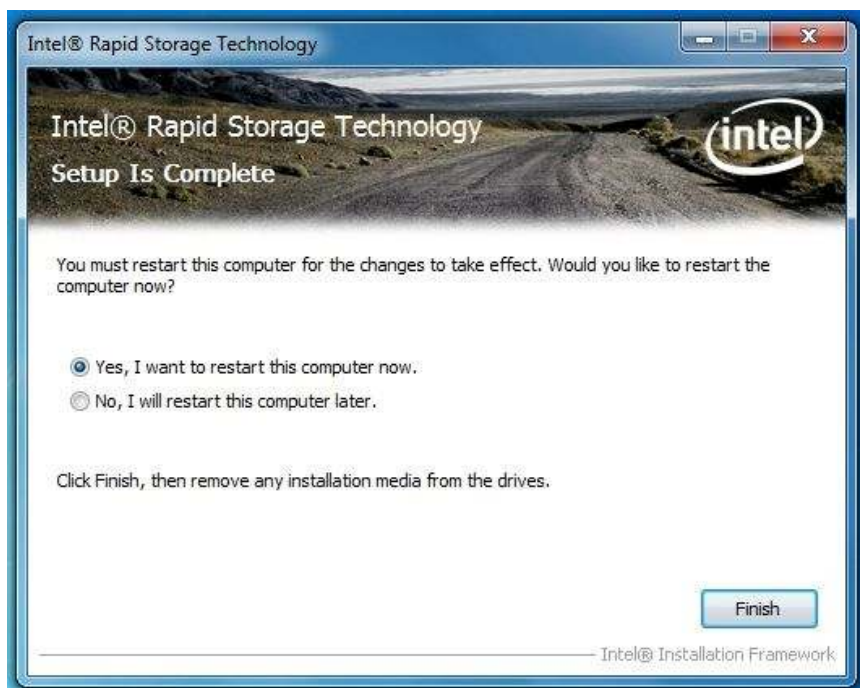 Intel® Rapid Storage Technology
Intel® Rapid Storage Technology
Setup Is Complete
intel
You must restart this computer for the changes to take effect. Would you like to restart the
computer now?
Yes, I want to restart this computer now.
No, I will restart this computer later.
Click Finish, then remove any installation media from the drives.
Finish
Intel® Installation Framework